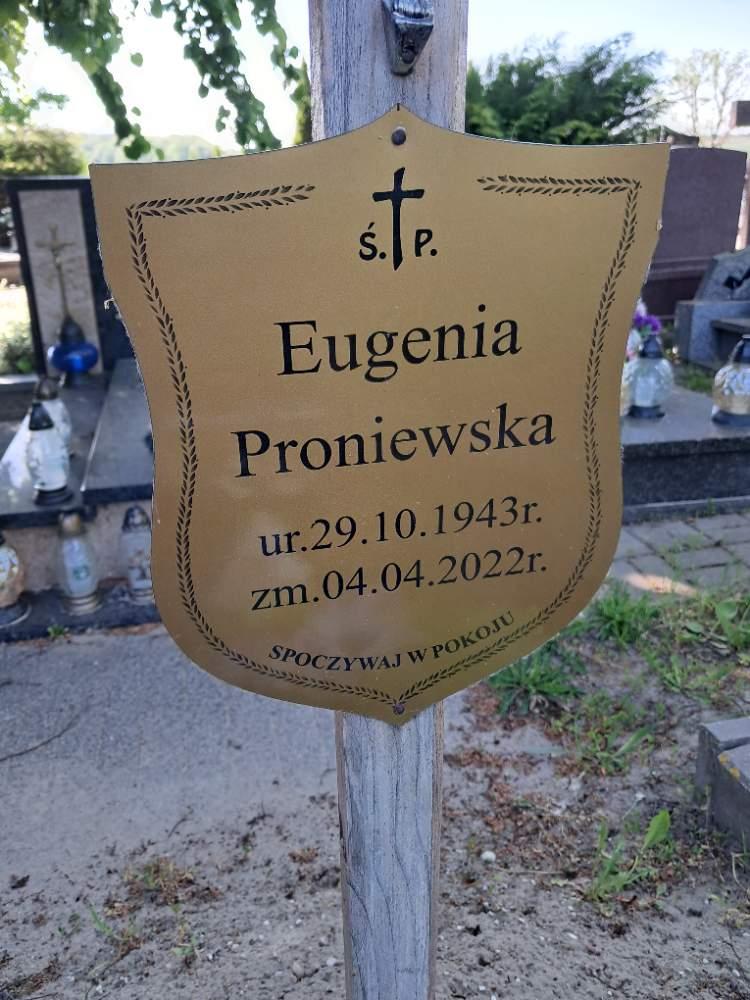 Ś. P.
Eugenia
Proniewska
ur.29.10.1943r.
zm.04.04.2022r.
SPOCZYWAJ W POKOJU